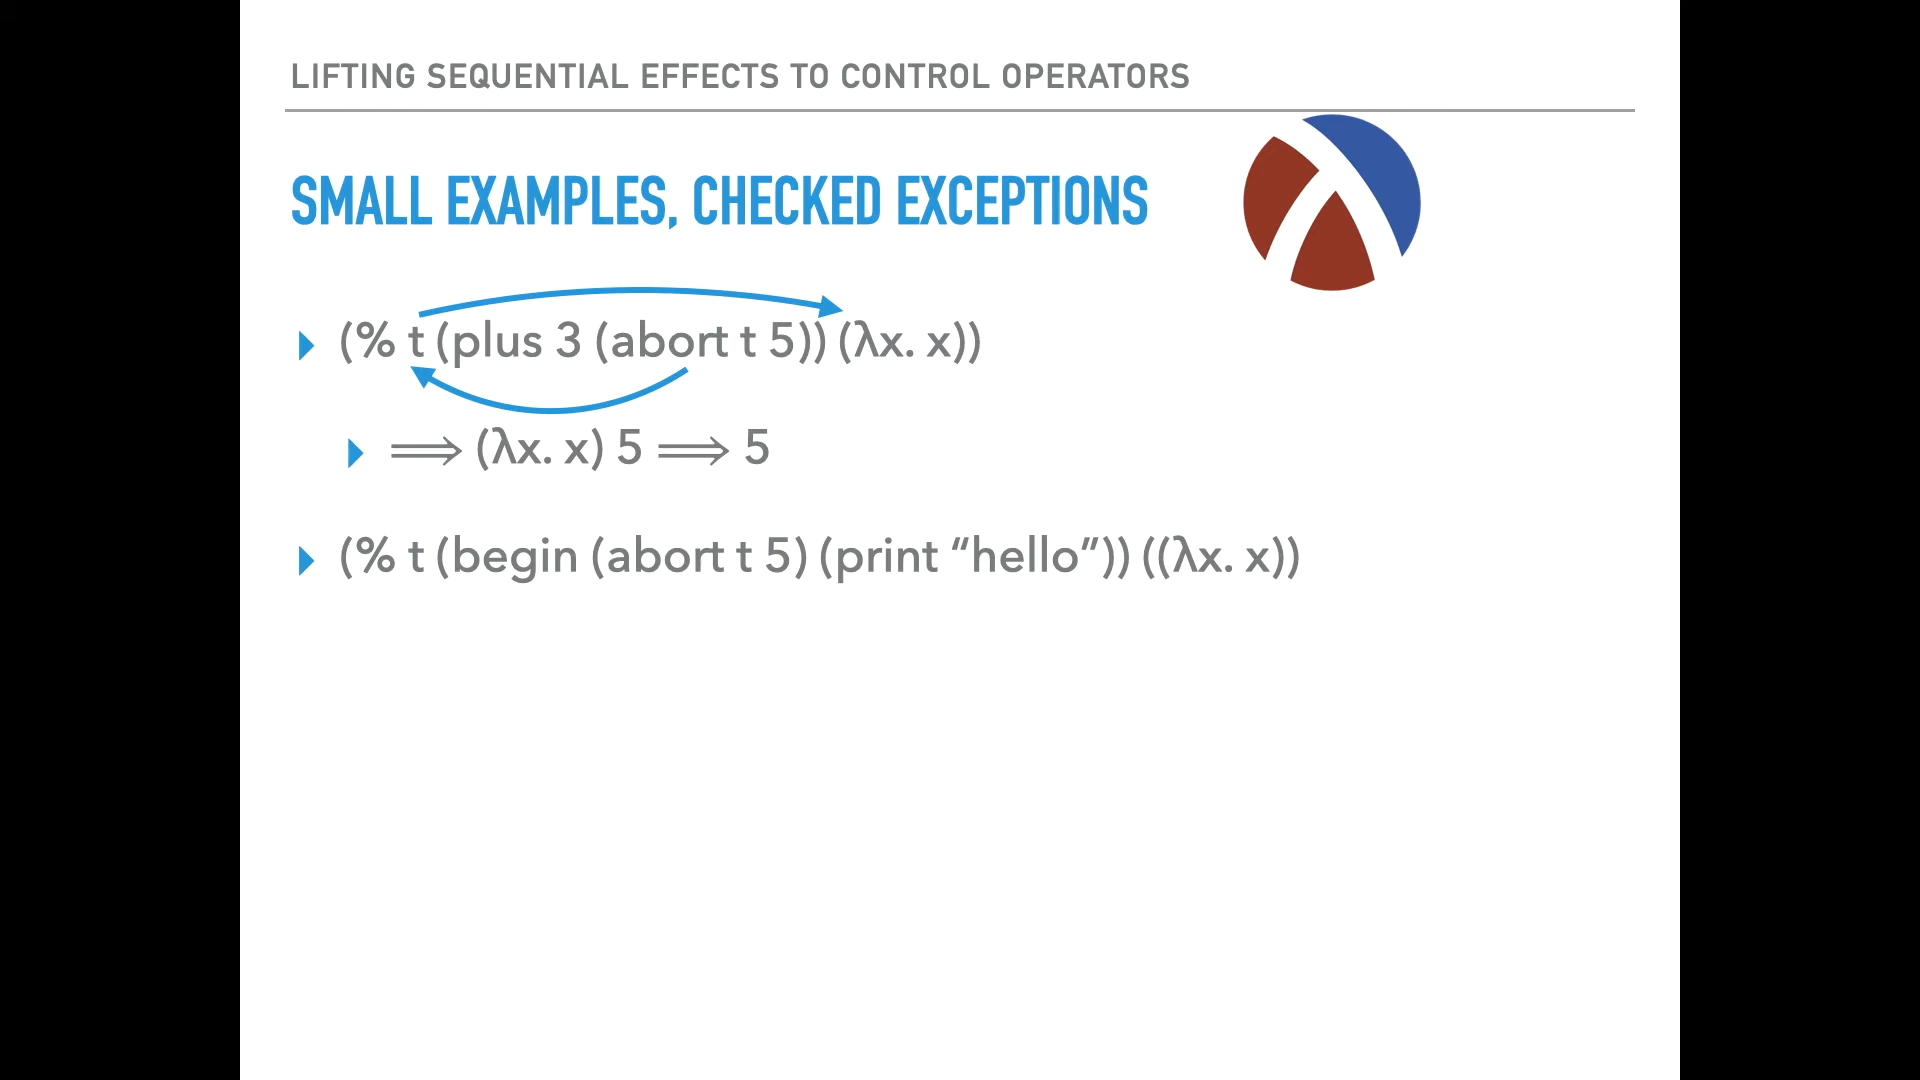 LIFTING SEQUENTIAL EFFECTS TO CONTROL OPERATORS
SMALL EXAMPLES, CHECKED EXCEPTIONS
(% t (plus 3 (abort t 5)) (λx. x))
⟹ (λx. x) 5 ⟹ 5
(% t (begin (abort t 5) (print “hello”)) ((λx. x))